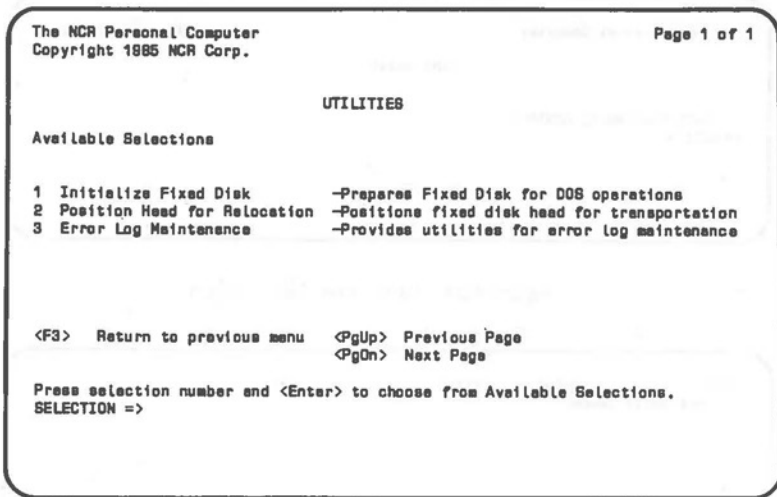 The NCR Personal Computer Page 1 of 1
Copyright 1985 NCR Corp.
UTILITIES
Available Selections
1 Initialize Fixed Disk —Prepares Fixed Disk for DOS operations
2 Position Head for Relocation —Positions fixed disk head for transportation
3 Error Log Maintenance —Provides utilities for error log maintenance
<F3> Return to previous menu <PgUp> Previous Page
<PgDn> Next Page
Press selection number and <Enter> to choose from Available Selections.
SELECTION =>